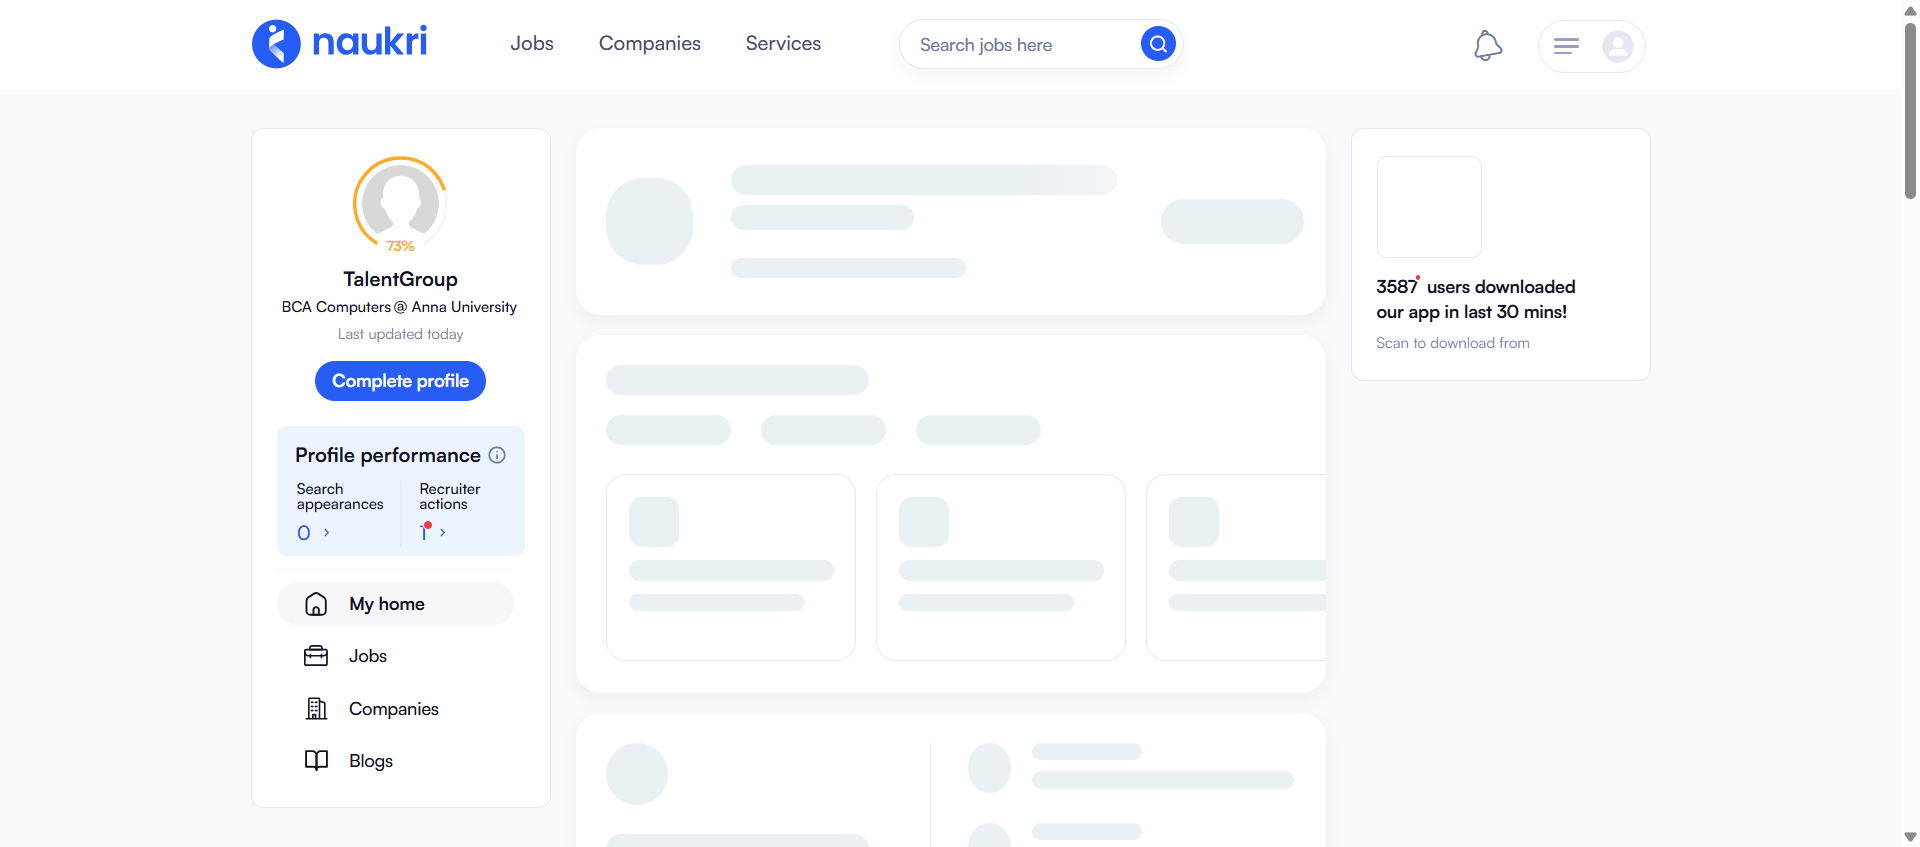 naukri
Jobs
Companies
Services
Search jobs here
73%
TalentGroup
BCA Computers @ Anna University
Last updated today
Complete profile
Profile performance
Search
appearances
0
Recruiter
actions
1
My home
Jobs
Companies
Blogs
3587 users downloaded
our app in last 30 mins!
Scan to download from